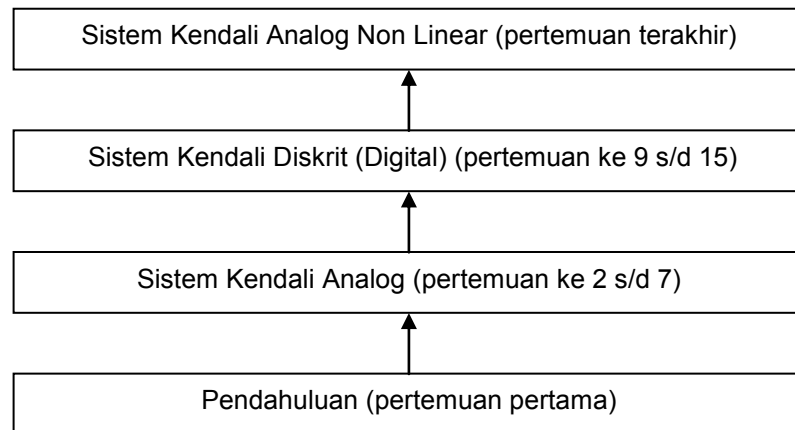 Sistem Kendali Analog Non Linear (pertemuan terakhir)
Sistem Kendali Diskrit (Digital) (pertemuan ke 9 s/d 15)
Sistem Kendali Analog (pertemuan ke 2 s/d 7)
Pendahuluan (pertemuan pertama)